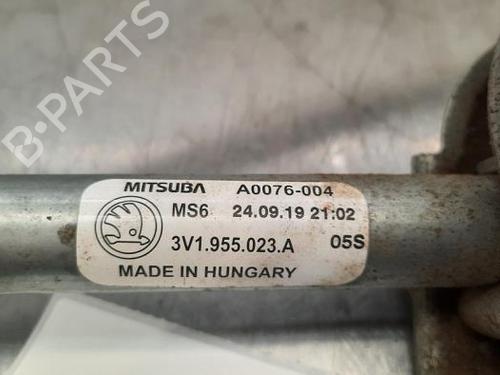 B-PARTS
MITSUBA A0076-004
MS6 24.09.19 21:02
3V1.955.023.A 05S
MADE IN HUNGARY